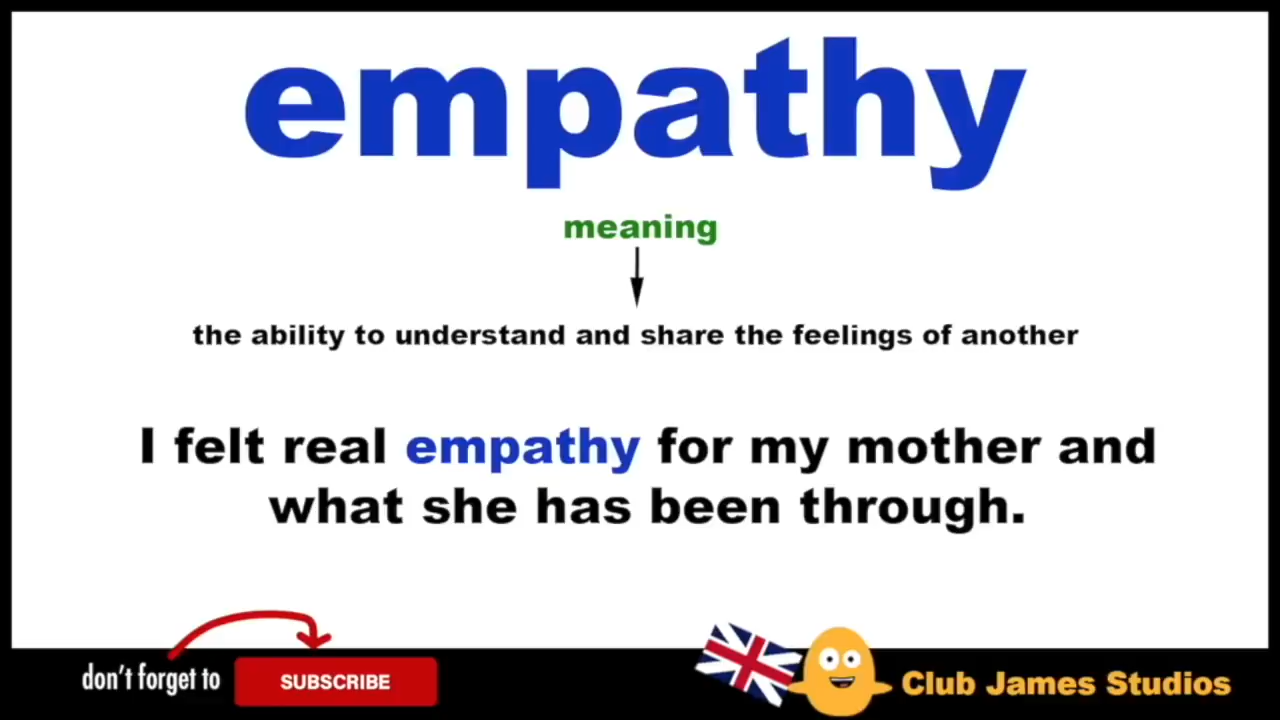 empathy
meaning
the ability to understand and share the feelings of another
I felt real empathy for my mother and
what she has been through.
don't forget to SUBSCRIBE
Club James Studios